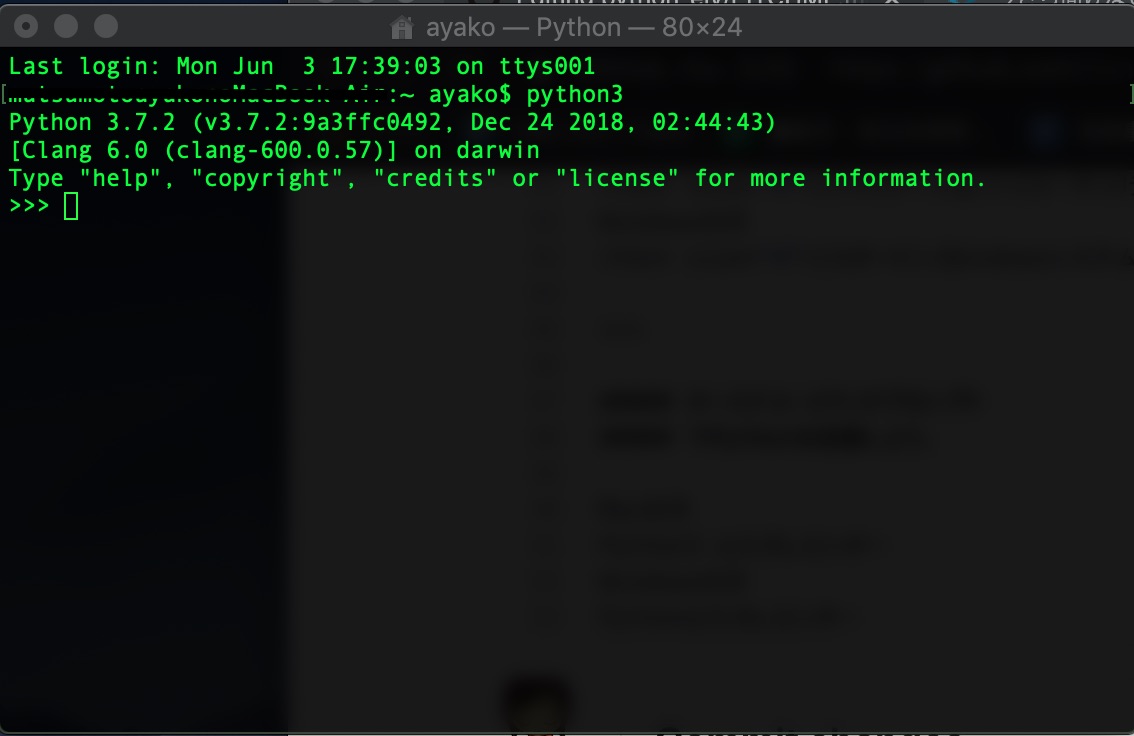 ayako — Python — 80×24
Last login: Mon Jun  3 17:39:03 on ttys001
:~ ayako$ python3
Python 3.7.2 (v3.7.2:9a3ffc0492, Dec 24 2018, 02:44:43)
[Clang 6.0 (clang-600.0.57)] on darwin
Type "help", "copyright", "credits" or "license" for more information.
>>>